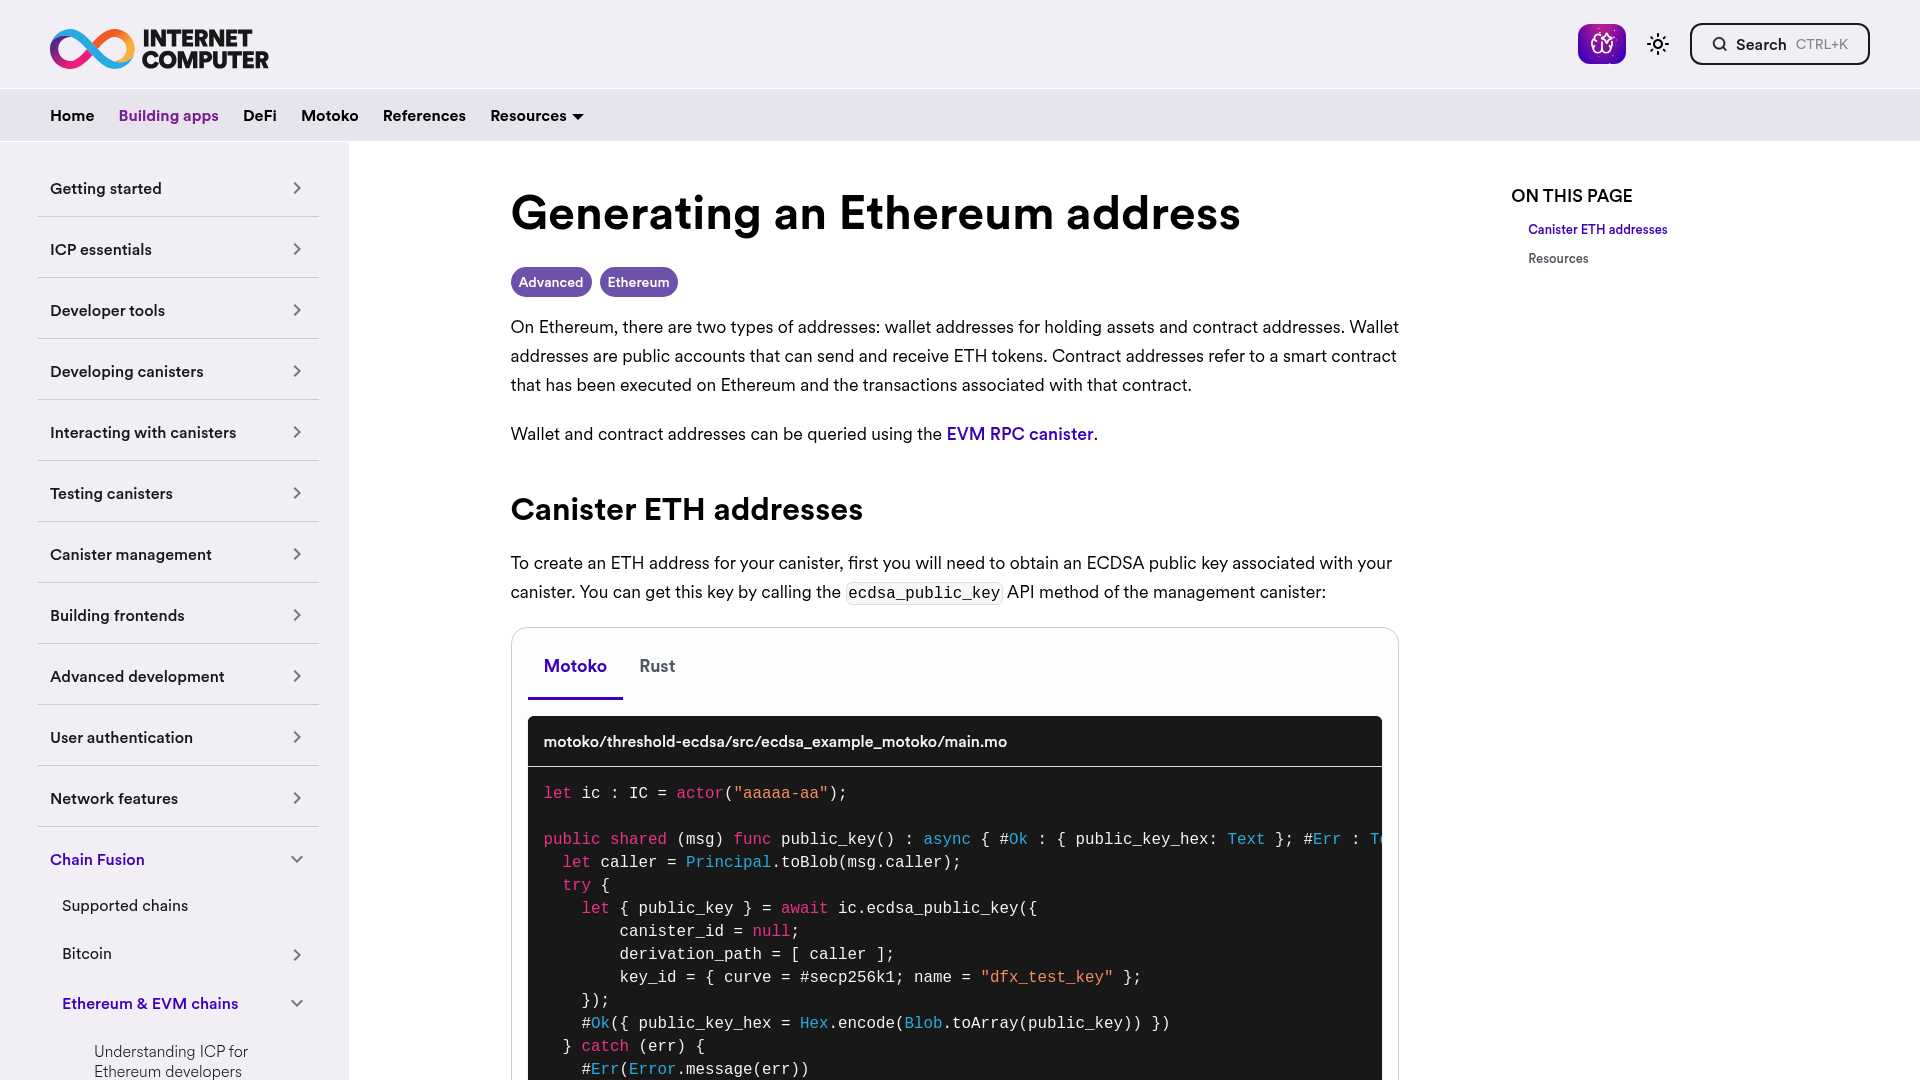 INTERNET
COMPUTER
Search CTRL+K
Home Building apps DeFi Motoko References Resources
Getting started
ICP essentials
Developer tools
Developing canisters
Interacting with canisters
Testing canisters
Canister management
Building frontends
Advanced development
User authentication
Network features
Chain Fusion
Supported chains
Bitcoin
Ethereum & EVM chains
Understanding ICP for
Ethereum developers
Generating an Ethereum address
Advanced Ethereum
On Ethereum, there are two types of addresses: wallet addresses for holding assets and contract addresses. Wallet
addresses are public accounts that can send and receive ETH tokens. Contract addresses refer to a smart contract
that has been executed on Ethereum and the transactions associated with that contract.
Wallet and contract addresses can be queried using the EVM RPC canister.
Canister ETH addresses
To create an ETH address for your canister, first you will need to obtain an ECDSA public key associated with your
canister. You can get this key by calling the ecdsa_public_key API method of the management canister:
Motoko Rust
motoko/threshold-ecdsa/src/ecdsa_example_motoko/main.mo
let ic : IC = actor("aaaaa-aa");
public shared (msg) func public_key() : async { #Ok : { public_key_hex: Text }; #Err :
let caller = Principal.toBlob(msg.caller);
try {
let { public_key } = await ic.ecdsa_public_key({
canister_id = null;
derivation_path = [ caller ];
key_id = { curve = #secp256k1; name = "dfx_test_key" };
});
#Ok({ public_key_hex = Hex.encode(Blob.toArray(public_key)) })
} catch (err) {
#Err(Error.message(err))
ON THIS PAGE
Canister ETH addresses
Resources